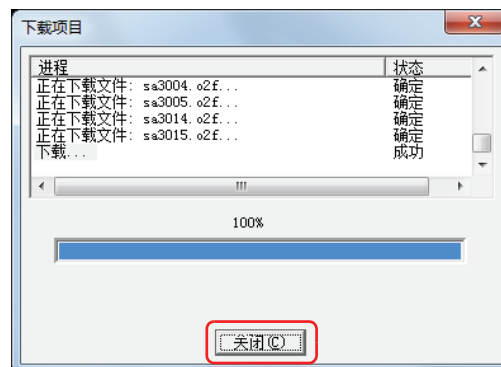 下载项目
进程 状态
正在下载文件: sa3004.o2f... 确定
正在下载文件: sa3005.o2f... 确定
正在下载文件: sa3014.o2f... 确定
正在下载文件: sa3015.o2f... 确定
下载... 成功
100%
关闭(C)